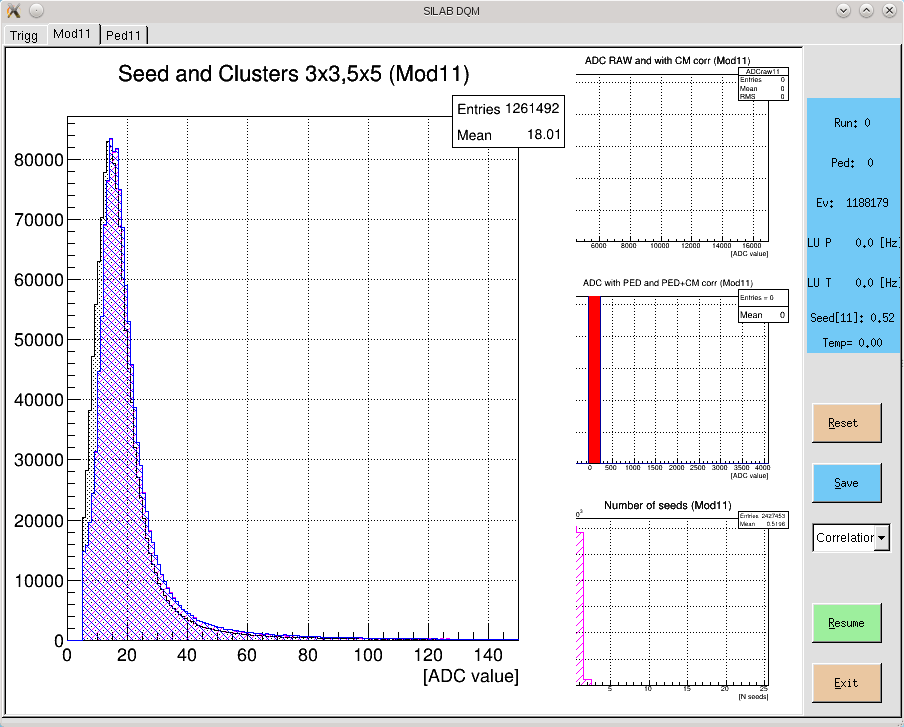 SILAB DQM
Trigg Mod11 Ped11
Seed and Clusters 3x3,5x5 (Mod11)
Entries 1261492
Mean 18.01
80000
70000
60000
50000
40000
30000
20000
10000
0
0 20 40 60 80 100 120 140
[ADC value]
ADC RAW and with CM corr (Mod11)
ADCraw11
Entries 0
Mean 0
RMS 0
6000 8000 10000 12000 14000 16000
[ADC value]
ADC with PED and PED+CM corr (Mod11)
Entries = 0
Mean 0
0 500 1000 1500 2000 2500 3000 3500 4000
[ADC value]
Number of seeds (Mod11)
Entries 2427453
Mean 0.5196
0³
5 10 15 20 25
[N seeds]
Run: 0
Ped: 0
Ev: 1188179
LU P 0.0 [Hz]
LU T 0.0 [Hz]
Seed[11]: 0.52
Temp= 0.00
Reset
Save
Correlation
Resume
Exit